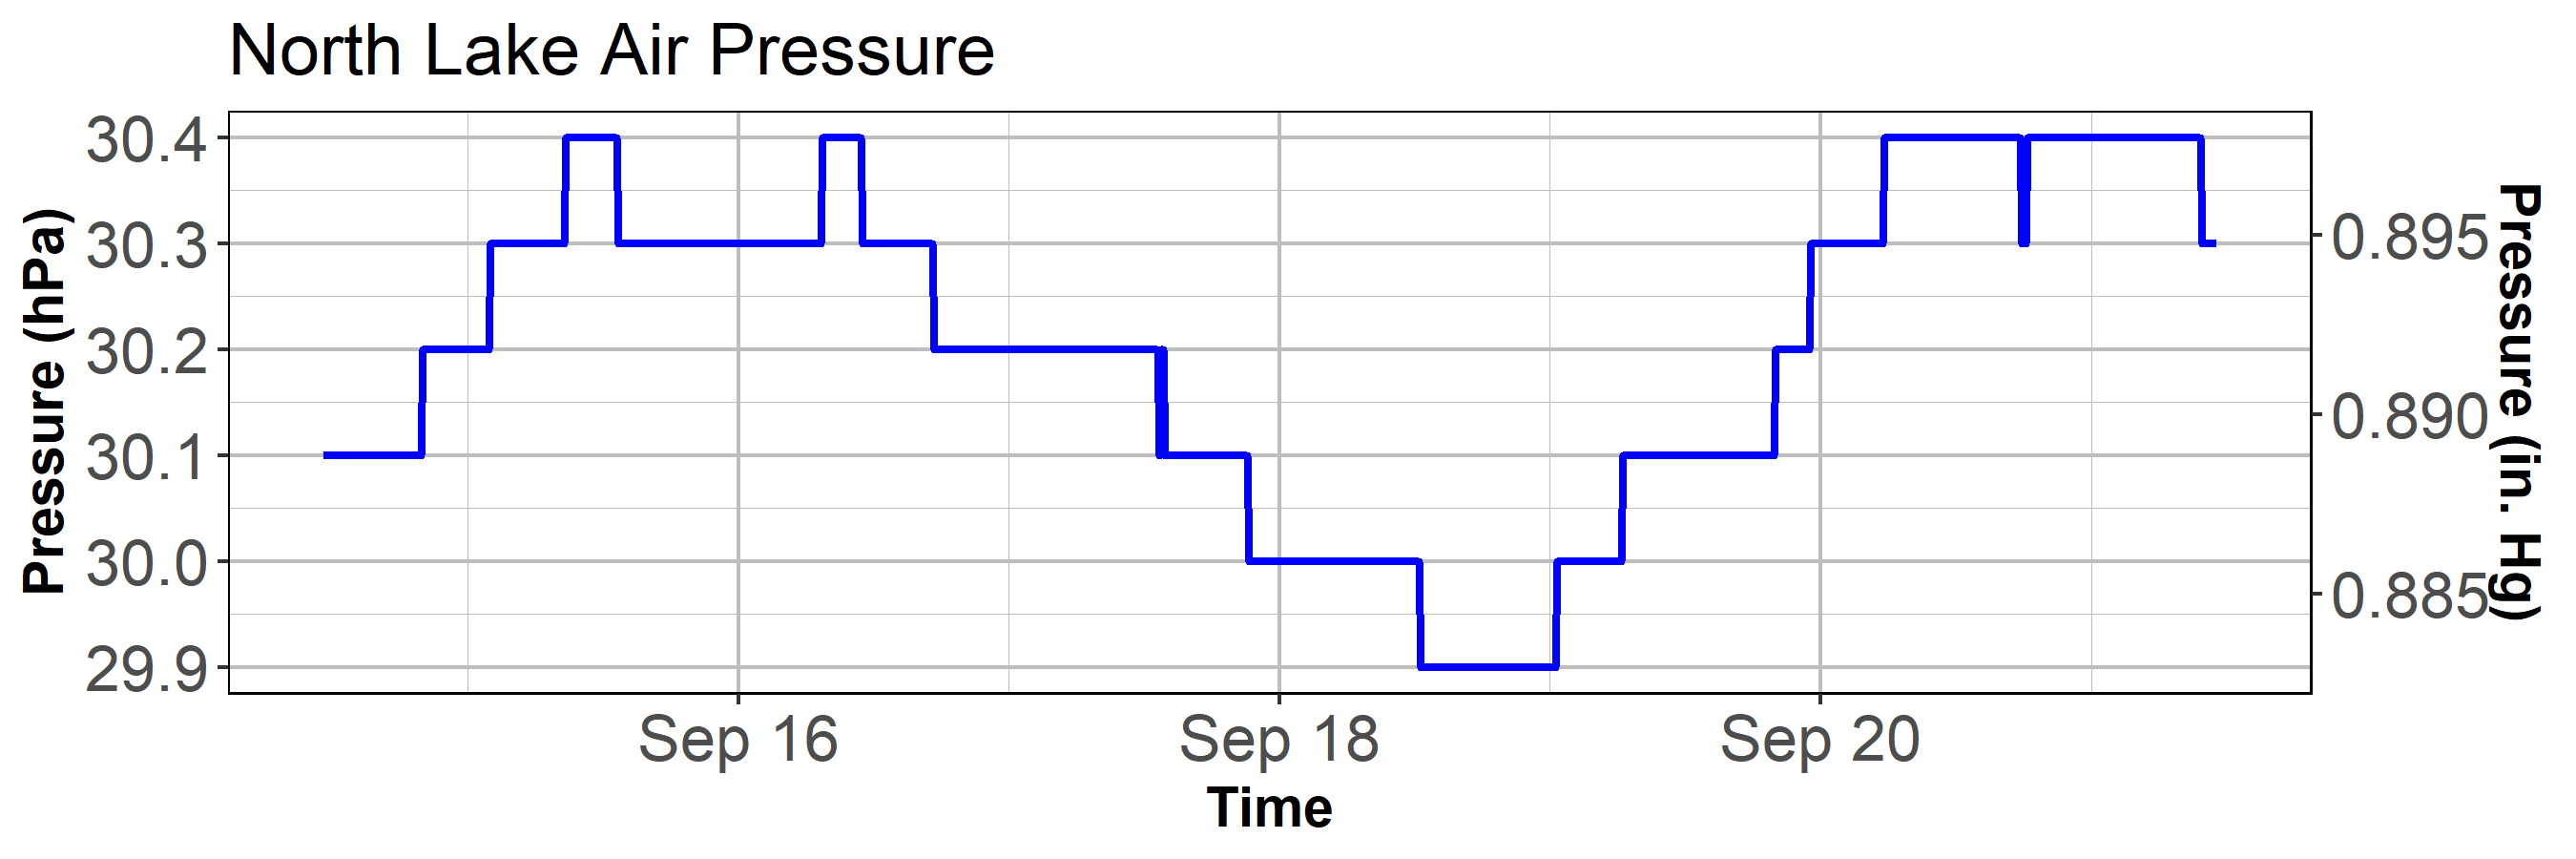 North Lake Air Pressure
Pressure (hPa)
30.4
30.3
30.2
30.1
30.0
29.9
0.895
0.890
0.885
Pressure (in. Hg)
Sep 16
Sep 18
Sep 20
Time